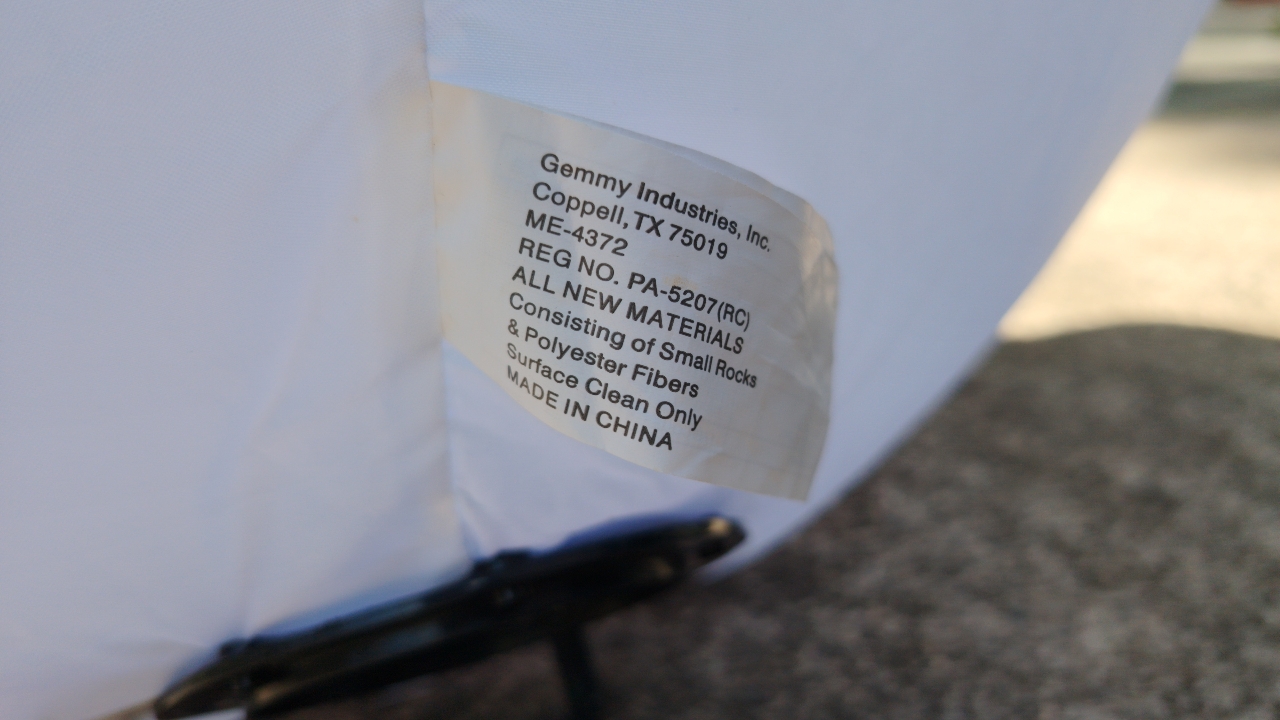 Gemmy Industries, Inc.
Coppell, TX 75019
ME-4372
REG NO. PA-5207(RC)
ALL NEW MATERIALS
Consisting of Small Rocks
& Polyester Fibers
Surface Clean Only
MADE IN CHINA